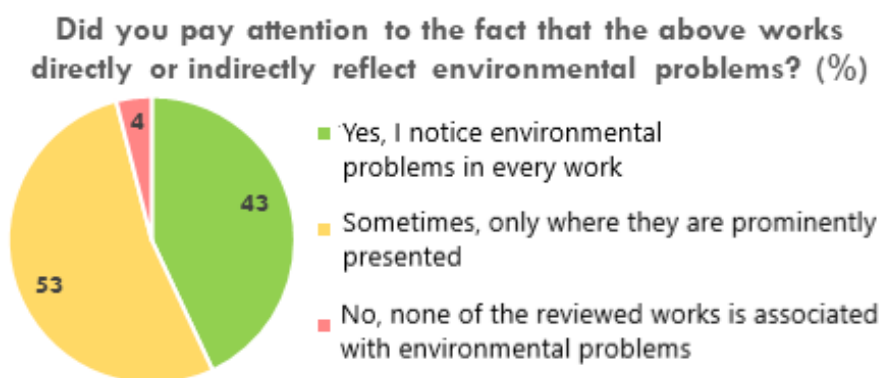 Did you pay attention to the fact that the above works
directly or indirectly reflect environmental problems? (%)
4
43
53
Yes, I notice environmental
problems in every work
Sometimes, only where they are prominently
presented
No, none of the reviewed works is associated
with environmental problems